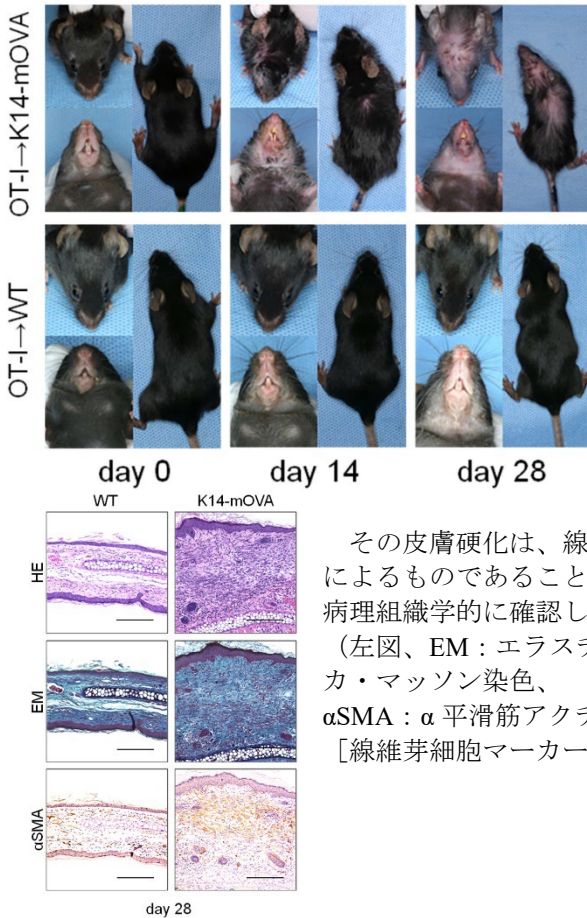 OT-I→K14-mOVA
OT-I→WT
day 0
day 14
day 28
WT
K14-mOVA
HE
EM
αSMA
day 28
その皮膚硬化は、線
によるものであること
病理組織学的に確認し
（左図、EM：エラスチ
カ・マッソン染色、
αSMA：α 平滑筋アクチ
［線維芽細胞マーカー